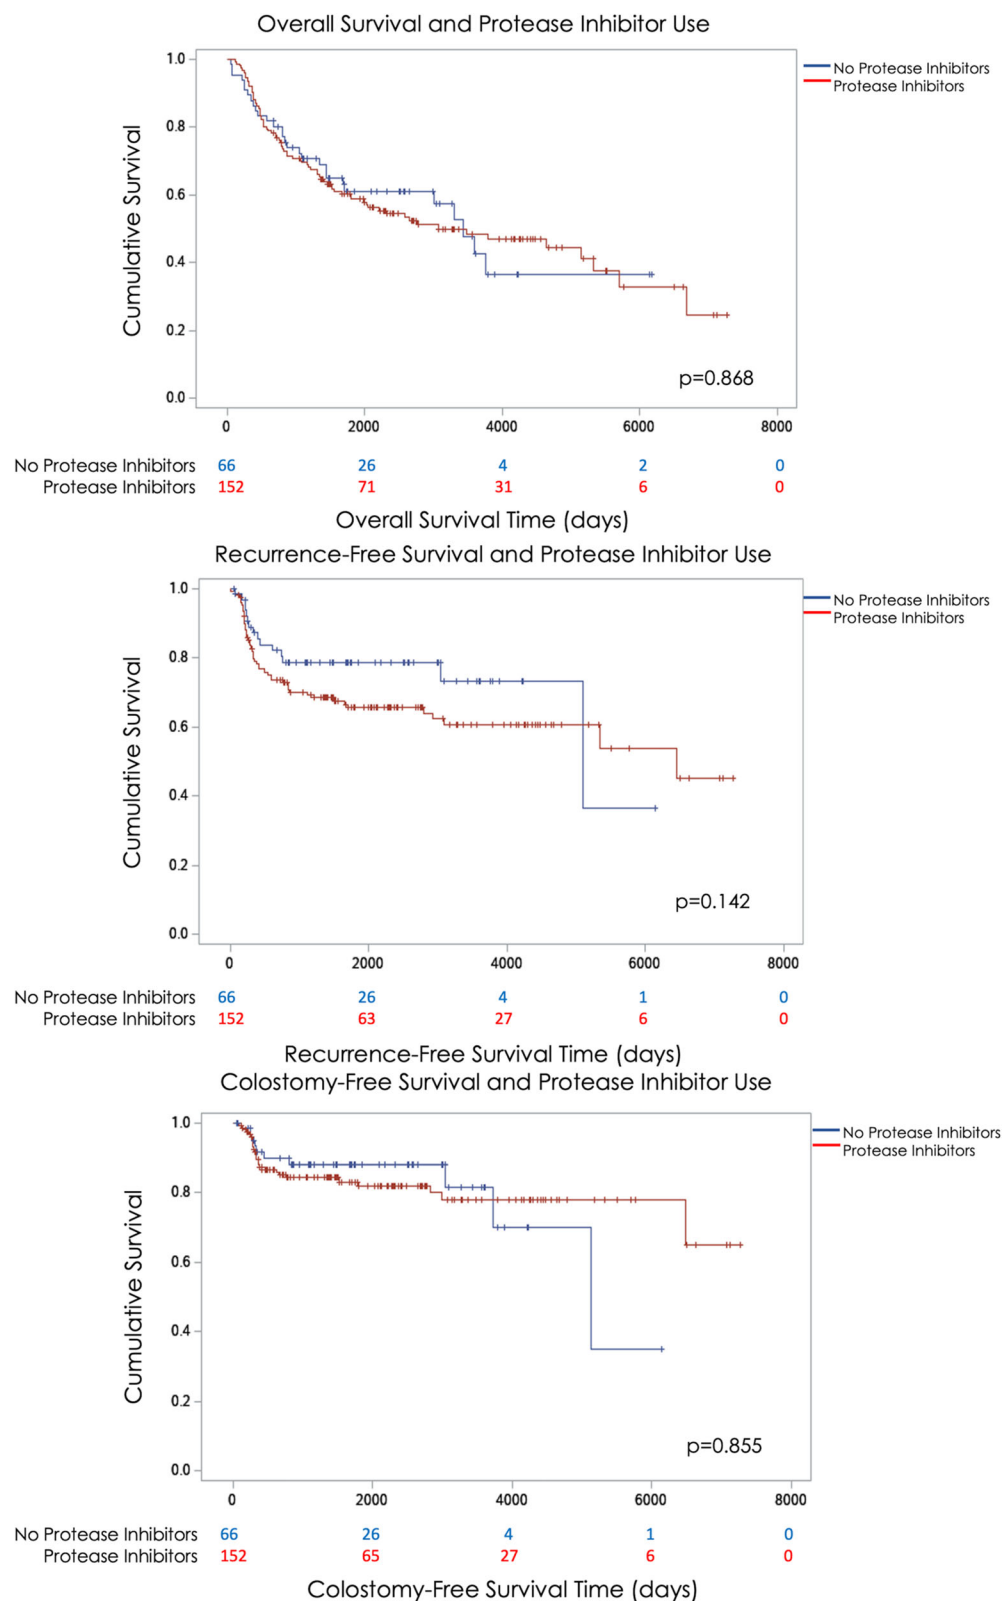 Overall Survival and Protease Inhibitor Use
No Protease Inhibitors
Protease Inhibitors
Cumulative Survival
1.0
0.8
0.6
0.4
0.2
0.0
p=0.868
0 2000 4000 6000 8000
No Protease Inhibitors 66 26 4 2 0
Protease Inhibitors 152 71 31 6 0
Overall Survival Time (days)
Recurrence-Free Survival and Protease Inhibitor Use
No Protease Inhibitors
Protease Inhibitors
Cumulative Survival
1.0
0.8
0.6
0.4
0.2
0.0
p=0.142
0 2000 4000 6000 8000
No Protease Inhibitors 66 26 4 1 0
Protease Inhibitors 152 63 27 6 0
Recurrence-Free Survival Time (days)
Colostomy-Free Survival and Protease Inhibitor Use
No Protease Inhibitors
Protease Inhibitors
Cumulative Survival
1.0
0.8
0.6
0.4
0.2
0.0
p=0.855
0 2000 4000 6000 8000
No Protease Inhibitors 66 26 4 1 0
Protease Inhibitors 152 65 27 6 0
Colostomy-Free Survival Time (days)